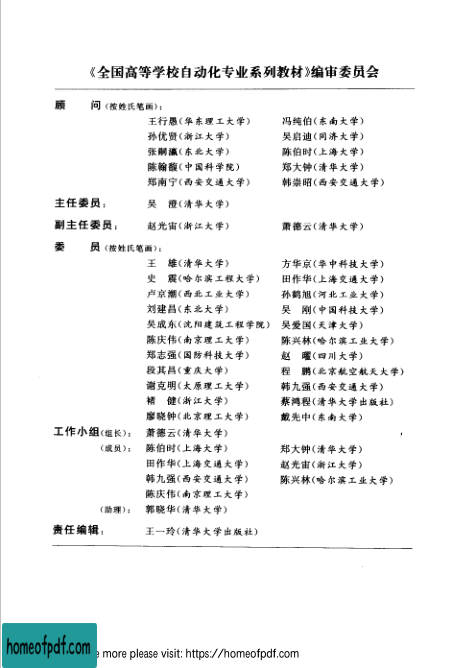 《全国高等学校自动化专业系列教材》编审委员会
顾 问(按姓氏笔画):
王行愚(华东理工大学) 冯纯伯(东南大学)
孙优贤(浙江大学) 吴启迪(同济大学)
张嗣瀛(东北大学) 陈伯时(上海大学)
陈翰馥(中国科学院) 郑大钟(清华大学)
郑南宁(西安交通大学) 韩崇昭(西安交通大学)
主任委员: 吴 澄(清华大学)
副主任委员: 赵光宙(浙江大学) 萧德云(清华大学)
委 员(按姓氏笔画):
王 雄(清华大学) 方华京(华中科技大学)
史 震(哈尔滨工程大学) 田作华(上海交通大学)
卢京潮(西北工业大学) 孙鹤旭(河北工业大学)
刘建昌(东北大学) 吴 刚(中国科技大学)
吴成东(沈阳建筑工程学院) 吴爱国(天津大学)
陈庆伟(南京理工大学) 陈兴林(哈尔滨工业大学)
郑志强(国防科技大学) 赵 曜(四川大学)
段其昌(重庆大学) 程 鹏(北京航空航天大学)
谢克明(太原理工大学) 韩九强(西安交通大学)
褚 健(浙江大学) 蔡鸿程(清华大学出版社)
廖晓钟(北京理工大学) 戴先中(东南大学)
工作小组(组长): 萧德云(清华大学)
(成员): 陈伯时(上海大学) 郑大钟(清华大学)
田作华(上海交通大学) 赵光宙(浙江大学)
韩九强(西安交通大学) 陈兴林(哈尔滨工业大学)
陈庆伟(南京理工大学)
(助理): 郭晓华(清华大学)
责任编辑: 王一玲(清华大学出版社)
homeofpdf.com
e more please visit: https://homeofpdf.com